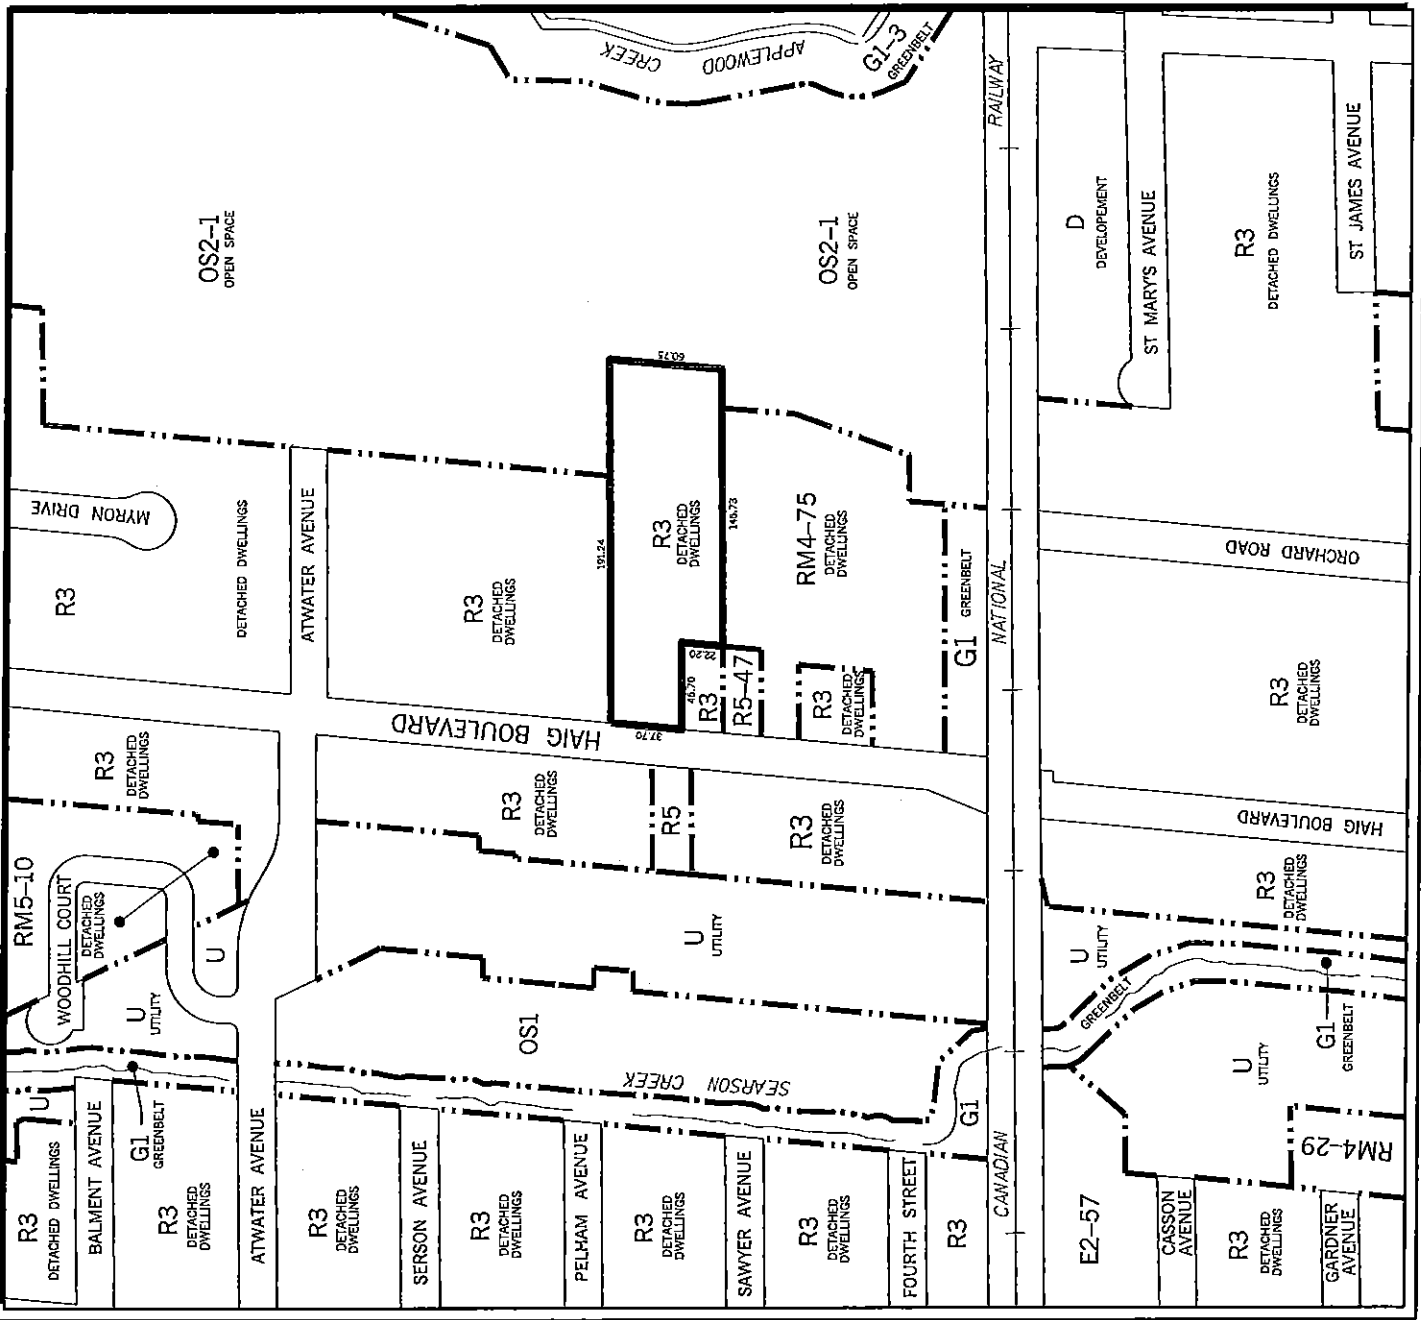 APPLEWOOD
CREEK
G1-3
GREENBELT
OS2-1
OPEN SPACE
OS2-1
OPEN SPACE
RAILWAY
D
DEVELOPEMENT
ST MARY'S AVENUE
R3
DETACHED DWELLINGS
ST JAMES AVENUE
MYRON DRIVE
R3
DETACHED DWELLINGS
ATWATER AVENUE
R3
DETACHED
DWELLINGS
60.75
191.24
R3
DETACHED
DWELLINGS
145.73
22.20
46.70
37.70
R3
R5-47
RM4-75
DETACHED
DWELLINGS
R3
DETACHED
DWELLINGS
G1
GREENBELT
NATIONAL
ORCHARD ROAD
R3
DETACHED
DWELLINGS
HAIG BOULEVARD
R3
DETACHED
DWELLINGS
R3
DETACHED
DWELLINGS
R5
R3
DETACHED
DWELLINGS
HAIG BOULEVARD
R3
DETACHED
DWELLINGS
RM5-10
WOODHILL COURT
DETACHED
DWELLINGS
U
U
UTILITY
U
UTILITY
U
UTILITY
GREENBELT
G1
GREENBELT
U
UTILITY
OS1
SEARSON CREEK
G1
U
G1
GREENBELT
R3
DETACHED DWELLINGS
BALMENT AVENUE
R3
DETACHED
DWELLINGS
ATWATER AVENUE
R3
DETACHED
DWELLINGS
SERSON AVENUE
R3
DETACHED
DWELLINGS
PELHAM AVENUE
R3
DETACHED
DWELLINGS
SAWYER AVENUE
R3
DETACHED
DWELLINGS
FOURTH STREET
R3
CANADIAN
E2-57
CASSON
AVENUE
R3
DETACHED
DWELLINGS
GARDNER
AVENUE
RM4-29